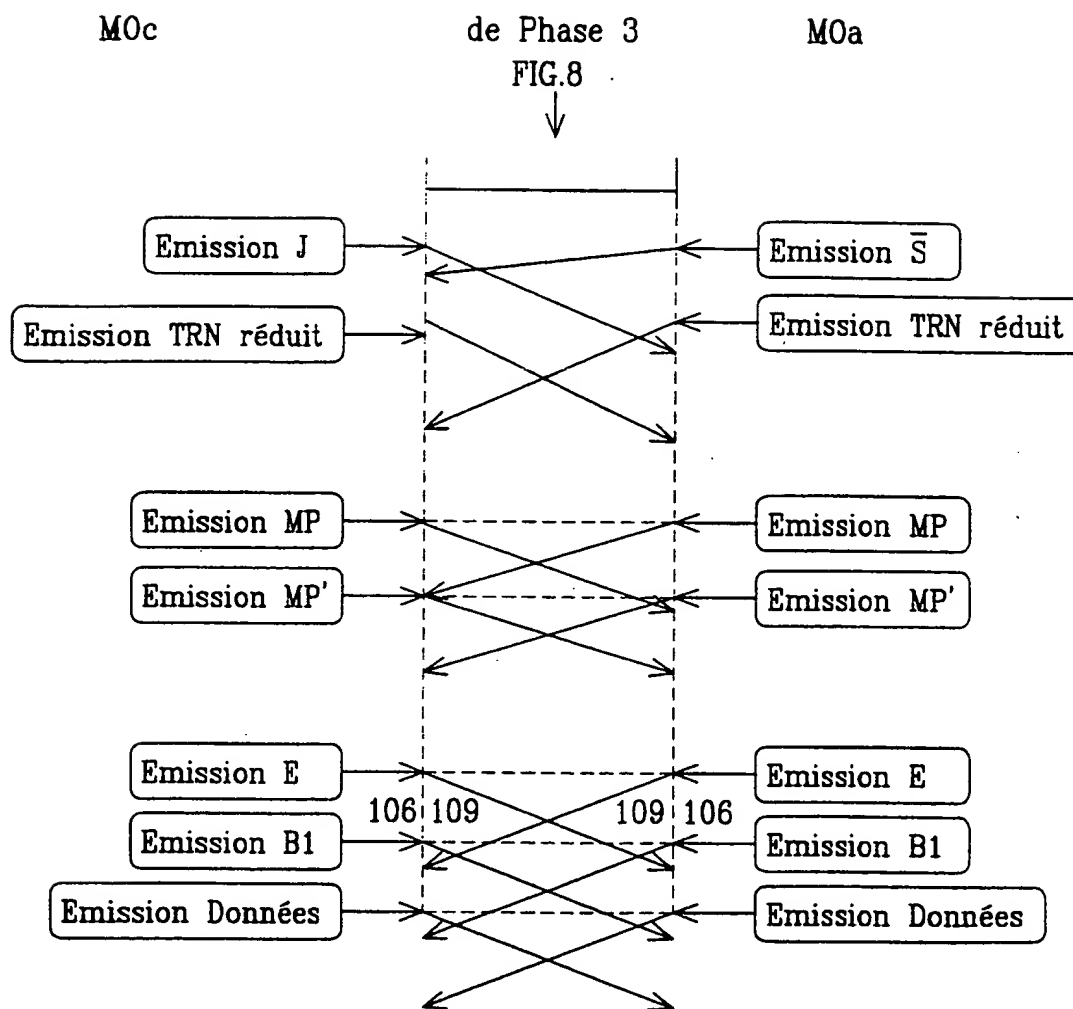 MOc
de Phase 3
MOa
FIG.8
Emission J
Emission S̅
Emission TRN réduit
Emission TRN réduit
Emission MP
Emission MP
Emission MP'
Emission MP'
Emission E
Emission E
106 109
109 106
Emission B1
Emission B1
Emission Données
Emission Données